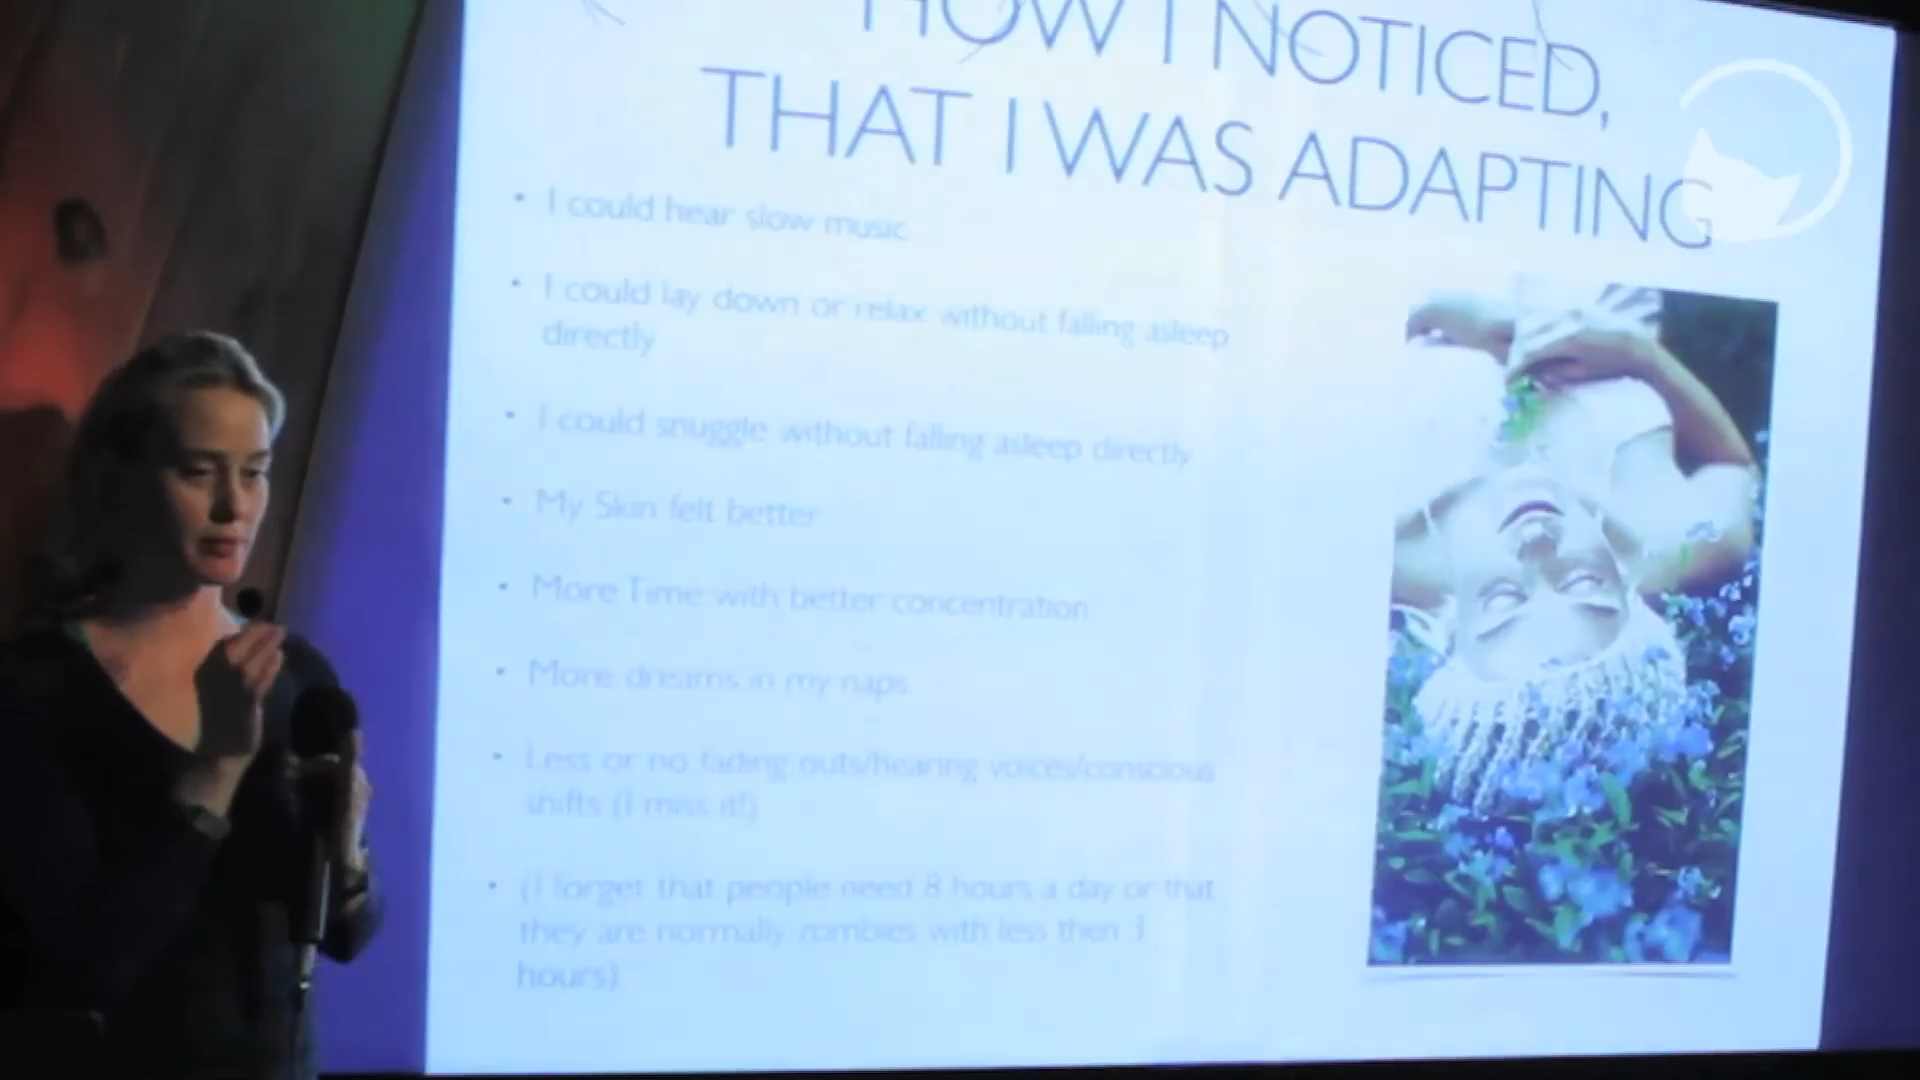 HOW I NOTICED,
THAT I WAS ADAPTING
• I could hear slow music
• I could lay down or relax without falling asleep
directly
• I could snuggle without falling asleep directly
• My Skin felt better
• More Time with better concentration
• More dreams in my naps
• Less or no fading outs/hearing voices/conscious
shifts (I miss it!)
• (I forget that people need 8 hours a day or that
they are normally zombies with less then 3
hours)